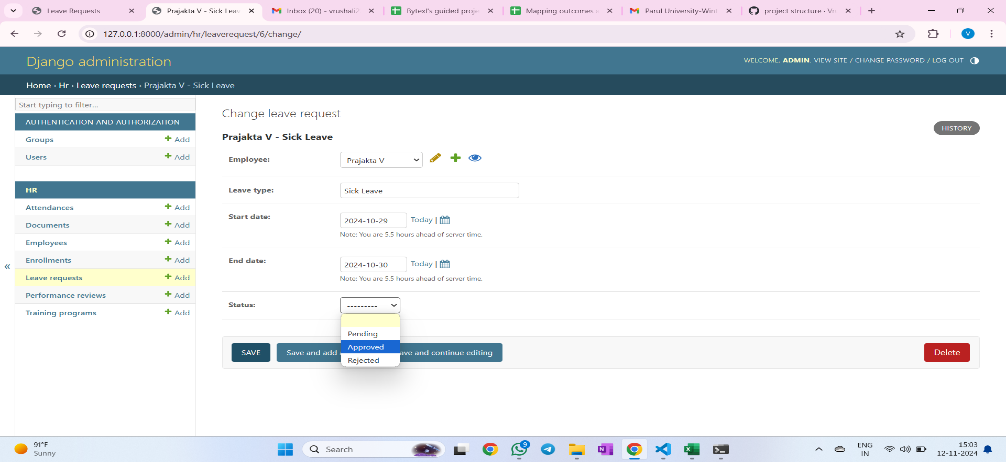 Leave Requests
Prajakta V - Sick Leav
Inbox (20) - vrushali2
Bytexl's guided proje
Mapping outcomes
Parul University-Wint
project structure - Vr
127.0.0.1:8000/admin/hr/leaverequest/6/change/
V
Django administration
WELCOME, ADMIN. VIEW SITE / CHANGE PASSWORD / LOG OUT
Home › Hr › Leave requests › Prajakta V - Sick Leave
Start typing to filter...
AUTHENTICATION AND AUTHORIZATION
Groups + Add
Users + Add
HR
Attendances + Add
Documents + Add
Employees + Add
Enrollments + Add
Leave requests + Add
Performance reviews + Add
Training programs + Add
«
Change leave request
HISTORY
Prajakta V - Sick Leave
Employee: Prajakta V
Leave type: Sick Leave
Start date: 2024-10-29 Today |
Note: You are 5.5 hours ahead of server time.
End date: 2024-10-30 Today |
Note: You are 5.5 hours ahead of server time.
Status: ---------
Pending
Approved
Rejected
SAVE Save and add ave and continue editing Delete
91°F
Sunny
Search
9
ENG
IN
15:03
12-11-2024